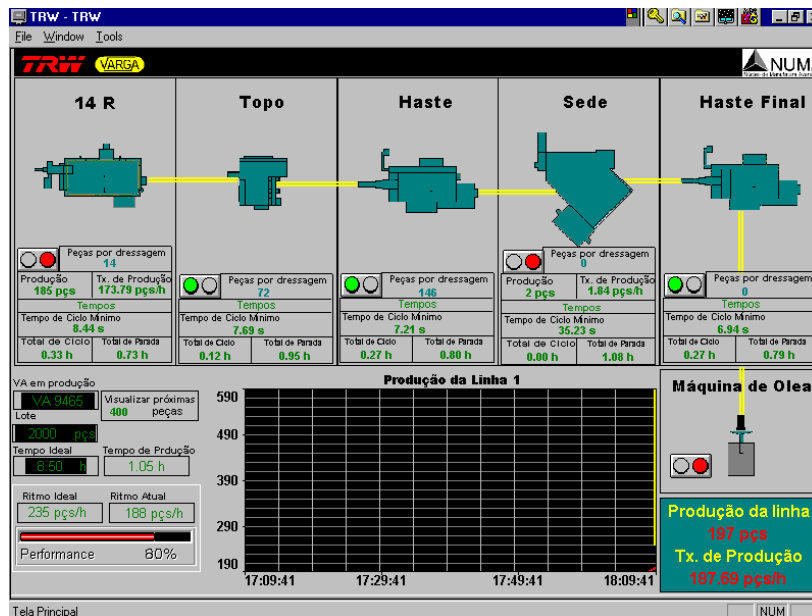 TRW - TRW
File Window Tools
TRW VARGA
NUM
14 R
Topo
Haste
Sede
Haste Final
Peças por dressagem
14
Produção
185 pçs
Tx. de Produção
173.79 pçs/h
Tempos
Tempo de Ciclo Mínimo
8.44 s
Total de Ciclo
0.33 h
Total de Parada
0.73 h
Peças por dressagem
72
Tempos
Tempo de Ciclo Mínimo
7.69 s
Total de Ciclo
0.12 h
Total de Parada
0.95 h
Peças por dressagem
146
Tempos
Tempo de Ciclo Mínimo
7.21 s
Total de Ciclo
0.27 h
Total de Parada
0.80 h
Peças por dressagem
0
Produção
2 pçs
Tx. de Produção
1.84 pçs/h
Tempos
Tempo de Ciclo Mínimo
35.23 s
Total de Ciclo
0.00 h
Total de Parada
1.08 h
Peças por dressagem
0
Tempos
Tempo de Ciclo Mínimo
6.94 s
Total de Ciclo
0.27 h
Total de Parada
0.79 h
VA em produção
VA 9465
Visualizar próximas
400 peças
Lote
2000 pçs
Tempo Ideal
8.50 h
Tempo de Prdução
1.05 h
Ritmo Ideal
235 pçs/h
Ritmo Atual
188 pçs/h
Performance 80%
Produção da Linha 1
590
490
390
290
190
17:09:41 17:29:41 17:49:41 18:09:41
Máquina de Olea
Produção da linha
197 pçs
Tx. de Produção
187.69 pçs/h
Tela Principal
NUM